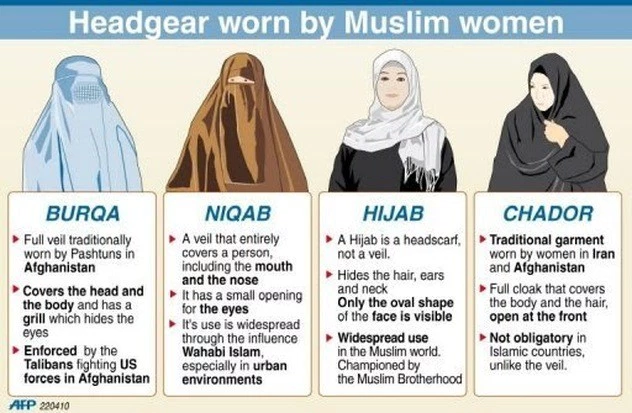 Headgear worn by Muslim women
BURQA
Full veil traditionally
worn by Pashtuns in
Afghanistan
Covers the head and
the body and has a
grill which hides the
eyes
Enforced by the
Talibans fighting US
forces in Afghanistan
NIQAB
A veil that entirely
covers a person,
including the mouth
and the nose
It has a small opening
for the eyes
It's use is widespread
through the influence
Wahabi Islam,
especially in urban
environments
HIJAB
A Hijab is a headscarf,
not a veil.
Hides the hair, ears
and neck
Only the oval shape
of the face is visible
Widespread use
in the Muslim world.
Championed by
the Muslim Brotherhood
CHADOR
Traditional garment
worn by women in Iran
and Afghanistan
Full cloak that covers
the body and the hair,
open at the front
Not obligatory in
Islamic countries,
unlike the veil.
AFP 220410